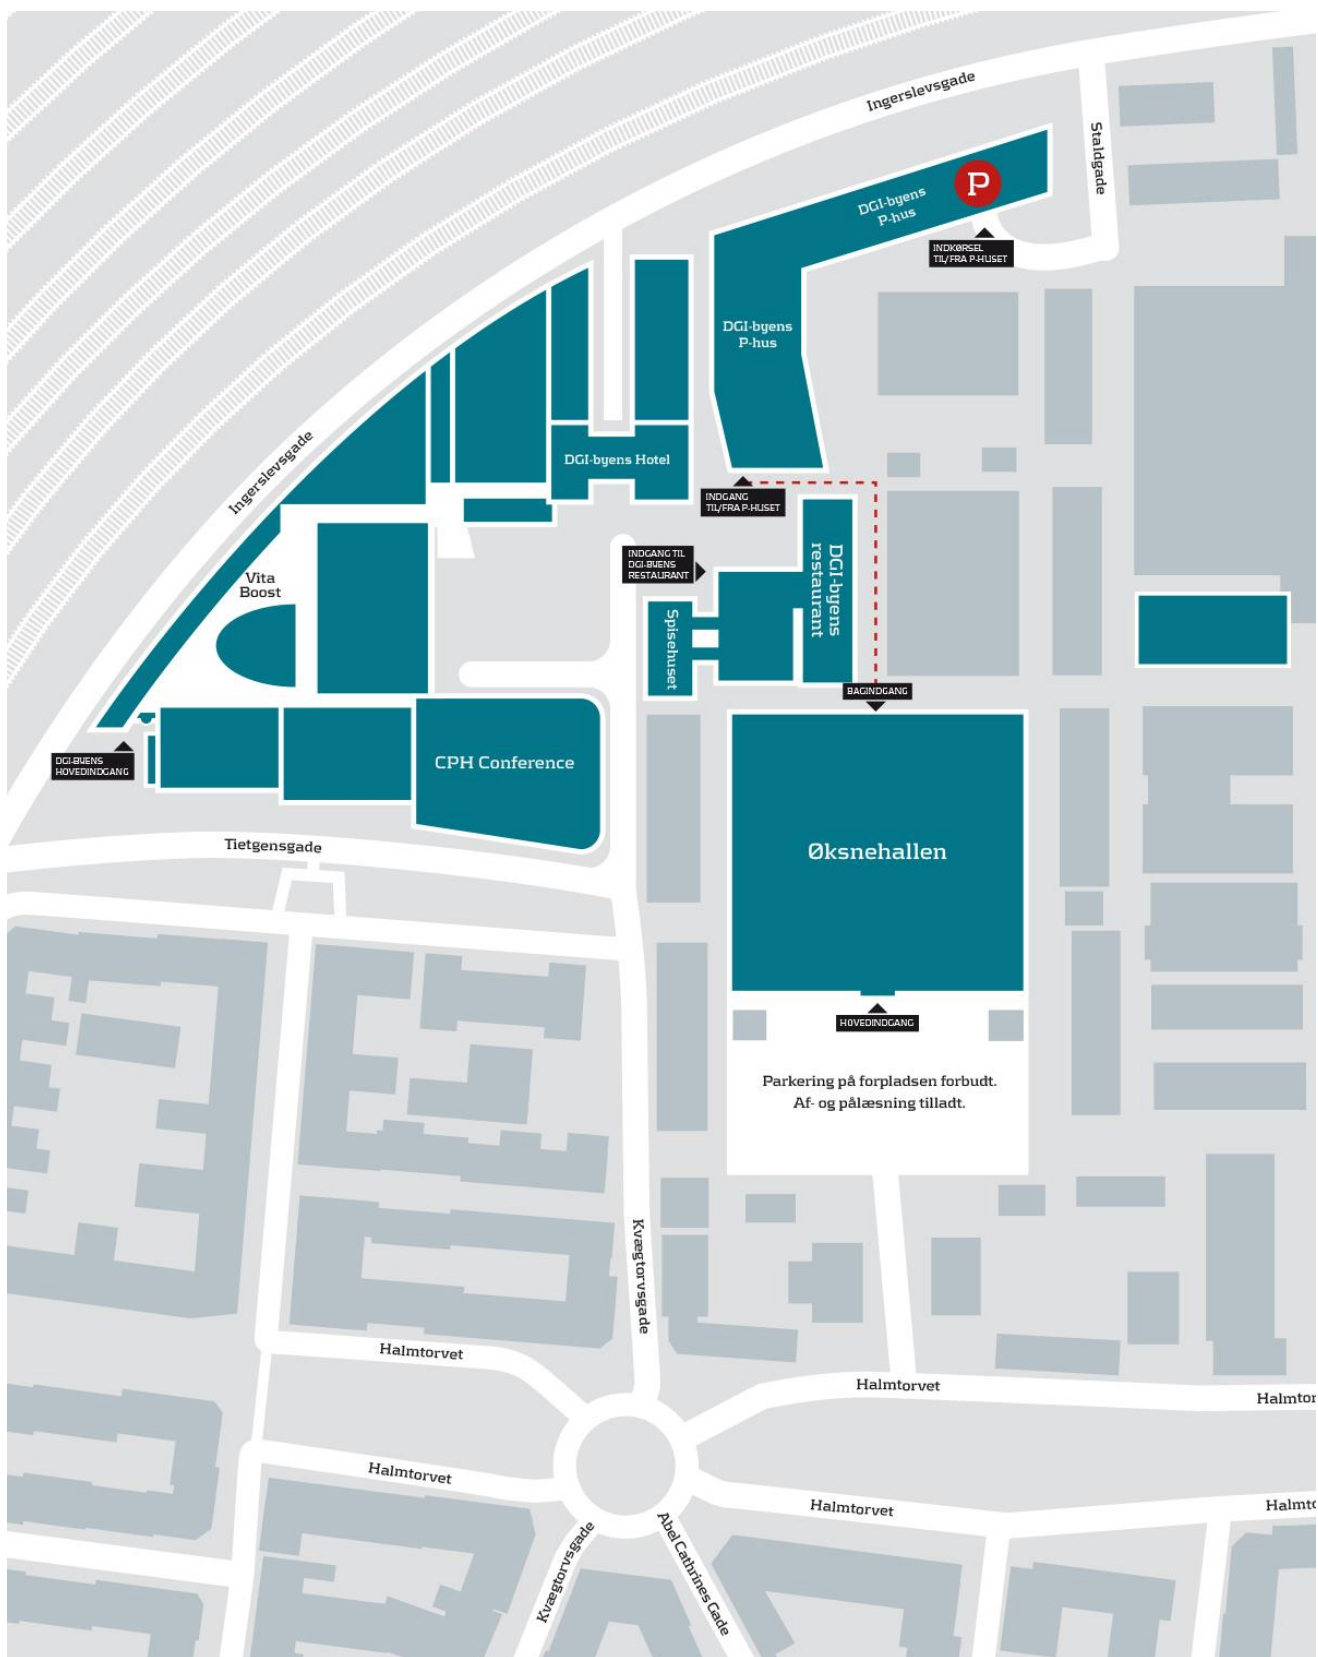 Ingerslevsgade
Staldgade
P
DGI-byens
P-hus
INDKØRSEL
TIL/FRA P-HUSET
DGI-byens
P-hus
Ingerslevsgade
DGI-byens Hotel
INDGANG
TIL/FRA P-HUSET
INDGANG TIL
DGI-BYENS
RESTAURANT
DGI-byens
restaurant
Vita
Boost
Spisehuset
BAGINDGANG
DGI-BYENS
HOVEDINDGANG
CPH Conference
Tietgensgade
Øksnehallen
HOVEDINDGANG
Parkering på forpladsen forbudt.
Af- og pålæsning tilladt.
Kvægtorvsgade
Halmtorvet
Halmtorvet
Halmtor
Halmtorvet
Halmtorvet
Halmto
Kvægtorvsgade
Abel Cathrines Gade